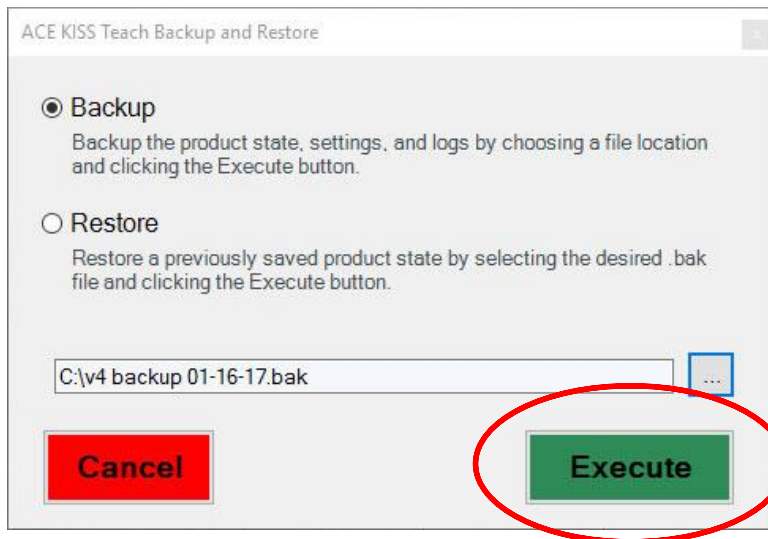 ACE KISS Teach Backup and Restore
Backup
Backup the product state, settings, and logs by choosing a file location
and clicking the Execute button.
Restore
Restore a previously saved product state by selecting the desired .bak
file and clicking the Execute button.
C:\v4 backup 01-16-17.bak
...
Cancel
Execute